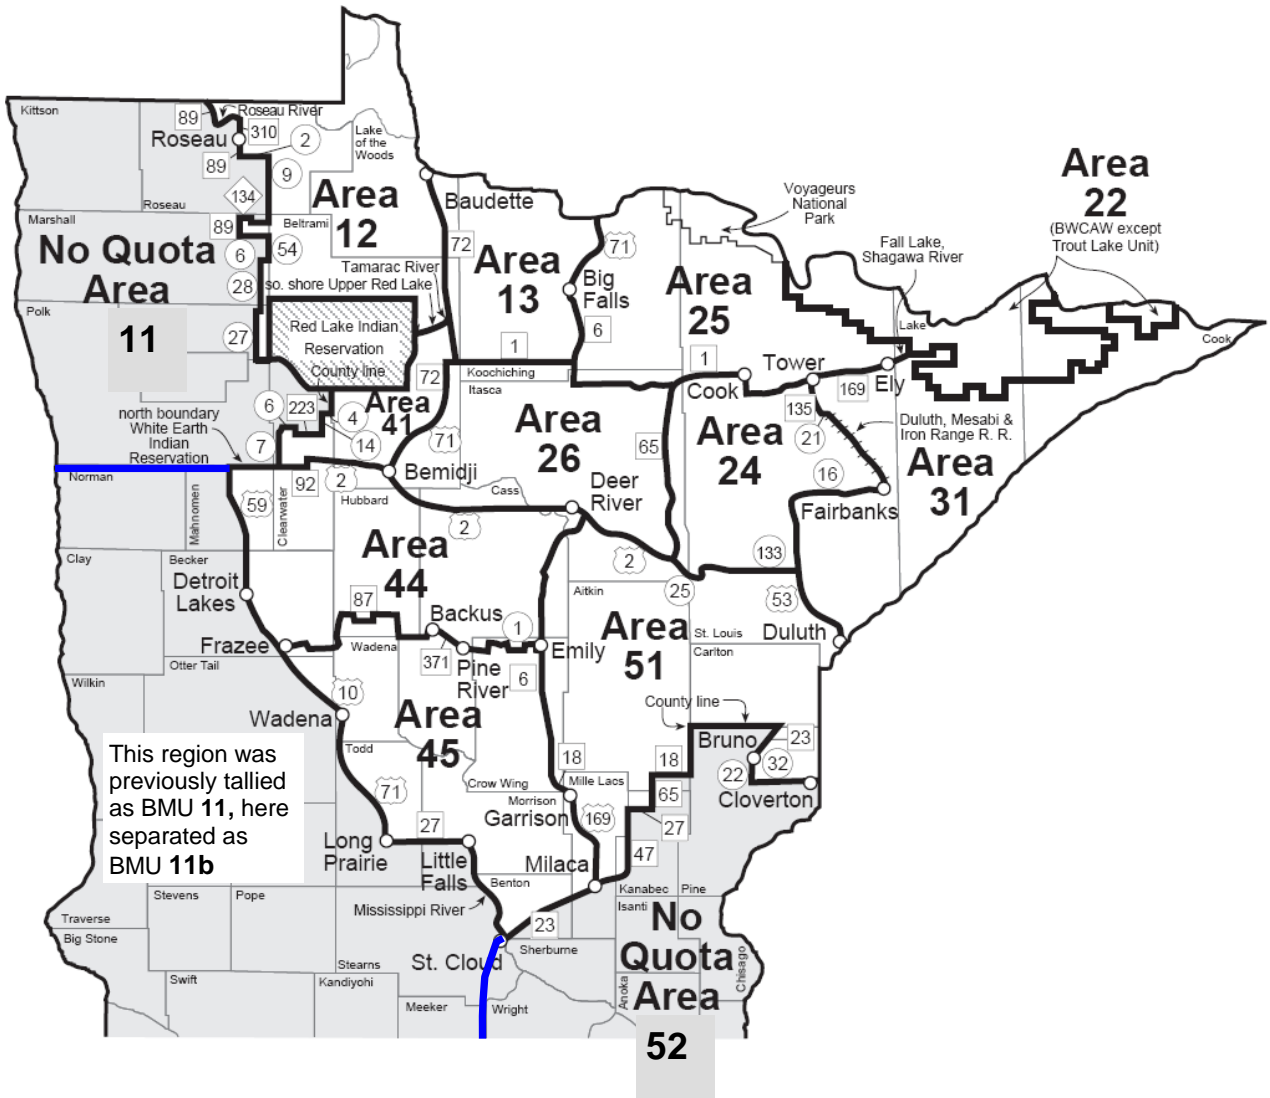 Kittson
89
Roseau River
Roseau
310
2
Lake
of the
Woods
89
9
134
Area
12
Baudette
Roseau
Marshall
89
Beltrami
No Quota
Area
6
54
28
72
Tamarac River
so. shore Upper Red Lake
Area
13
71
Big
Falls
6
Voyageurs
National
Park
Area
25
Fall Lake,
Shagawa River
Area
22
(BWCAW except
Trout Lake Unit)
Polk
11
27
Red Lake Indian
Reservation
County line
1
72
Koochiching
Itasca
1
Cook
Tower
169
Ely
Lake
Cook
north boundary
White Earth
Indian
Reservation
6
223
4
14
7
Area
41
71
Bemidji
Area
26
65
Area
24
135
21
Duluth, Mesabi &
Iron Range R. R.
Area
31
16
Fairbanks
Norman
Mahnomen
59
Clearwater
92
2
Hubbard
Cass
Deer
River
2
2
133
25
53
Clay
Becker
Detroit
Lakes
Area
44
87
Backus
1
Aitkin
Area
51
St. Louis
Duluth
Carlton
Frazee
Wadena
371
Pine
River
6
Emily
Otter Tail
Wilkin
10
Wadena
Area
45
County line
Bruno
23
22
32
Cloverton
This region was
previously tallied
as BMU 11, here
separated as
BMU 11b
Todd
71
Crow Wing
18
Mille Lacs
18
65
27
Morrison
Garrison
169
27
Long
Prairie
Little
Falls
Milaca
47
Benton
Kanabec
Pine
Isanti
Stevens
Pope
Mississippi River
23
No
Quota
Area
Traverse
Big Stone
St. Cloud
Sherburne
Chisago
Stearns
Swift
Kandiyohi
Meeker
Wright
Anoka
52